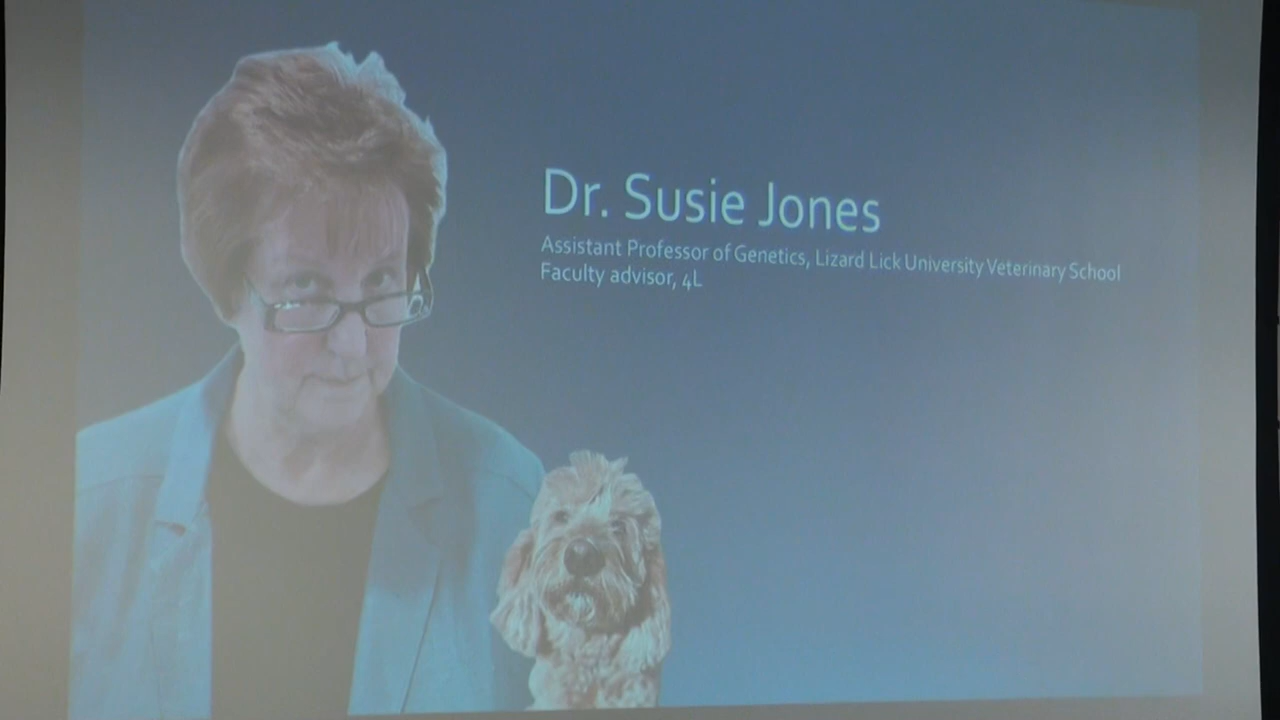 Dr. Susie Jones
Assistant Professor of Genetics, Lizard Lick University Veterinary School
Faculty advisor, 4L